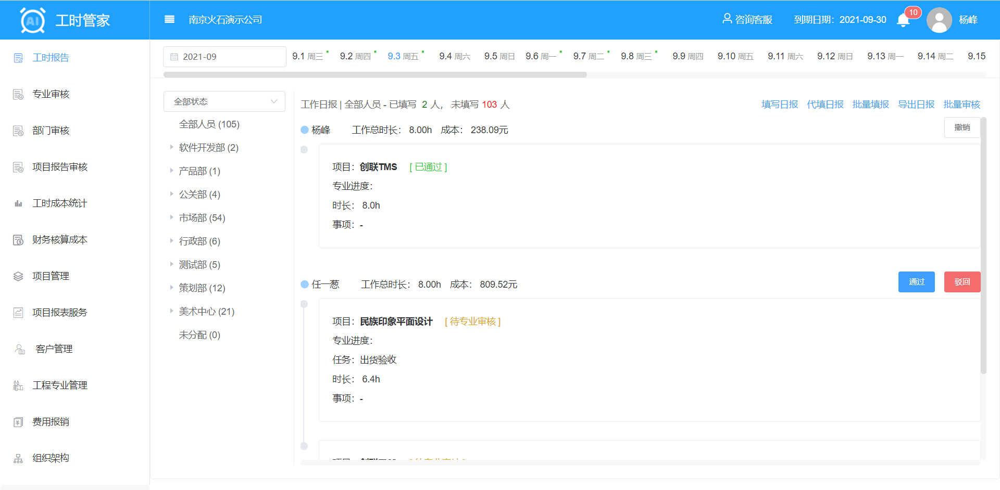 AI 工时管家
南京火石演示公司
咨询客服
到期日期：2021-09-30
10
杨峰
工时报告
专业审核
部门审核
项目报告审核
工时成本统计
财务核算成本
项目管理
项目报表服务
客户管理
工程专业管理
费用报销
组织架构
2021-09
9.1 周三 9.2 周四 9.3 周五 9.4 周六 9.5 周日 9.6 周一 9.7 周二 9.8 周三 9.9 周四 9.10 周五 9.11 周六 9.12 周日 9.13 周一 9.14 周二 9.15
全部状态
全部人员 (105)
软件开发部 (2)
产品部 (1)
公关部 (4)
市场部 (54)
行政部 (6)
测试部 (5)
策划部 (12)
美术中心 (21)
未分配 (0)
工作日报 | 全部人员 - 已填写 2 人， 未填写 103 人
填写日报 代填日报 批量填报 导出日报 批量审核
杨峰 工作总时长： 8.00h 成本： 238.09元
撤销
项目：创联TMS [ 已通过 ]
专业进度：
时长： 8.0h
事项：-
任一葱 工作总时长： 8.00h 成本： 809.52元
通过 驳回
项目：民族印象平面设计 [ 待专业审核 ]
专业进度：
任务：出货验收
时长： 6.4h
事项：-